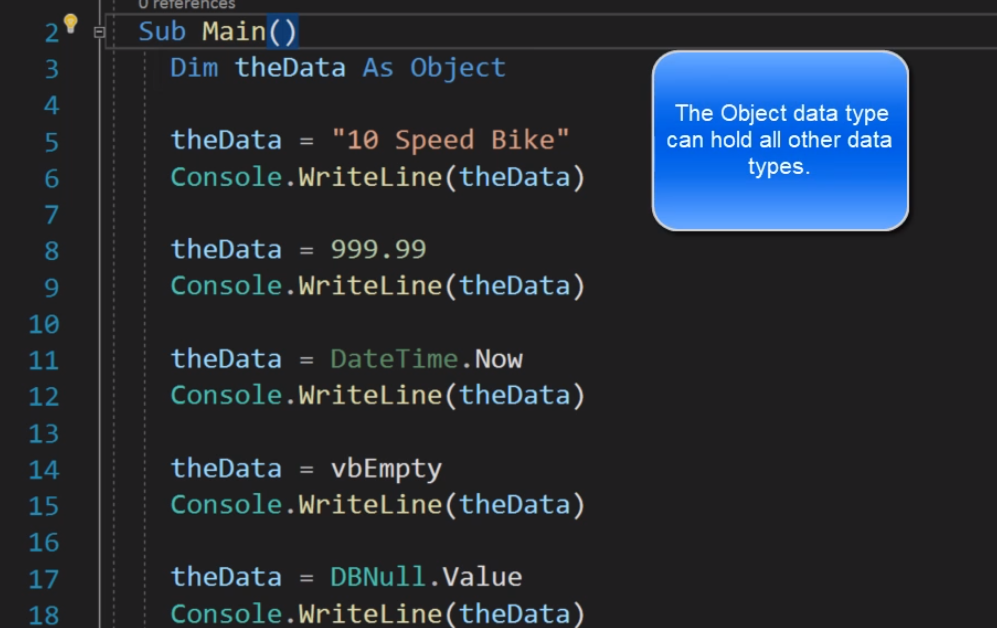 0 references
2 Sub Main()
3 Dim theData As Object
4
5 theData = "10 Speed Bike"
6 Console.WriteLine(theData)
7
8 theData = 999.99
9 Console.WriteLine(theData)
10
11 theData = DateTime.Now
12 Console.WriteLine(theData)
13
14 theData = vbEmpty
15 Console.WriteLine(theData)
16
17 theData = DBNull.Value
18 Console.WriteLine(theData)
The Object data type
can hold all other data
types.